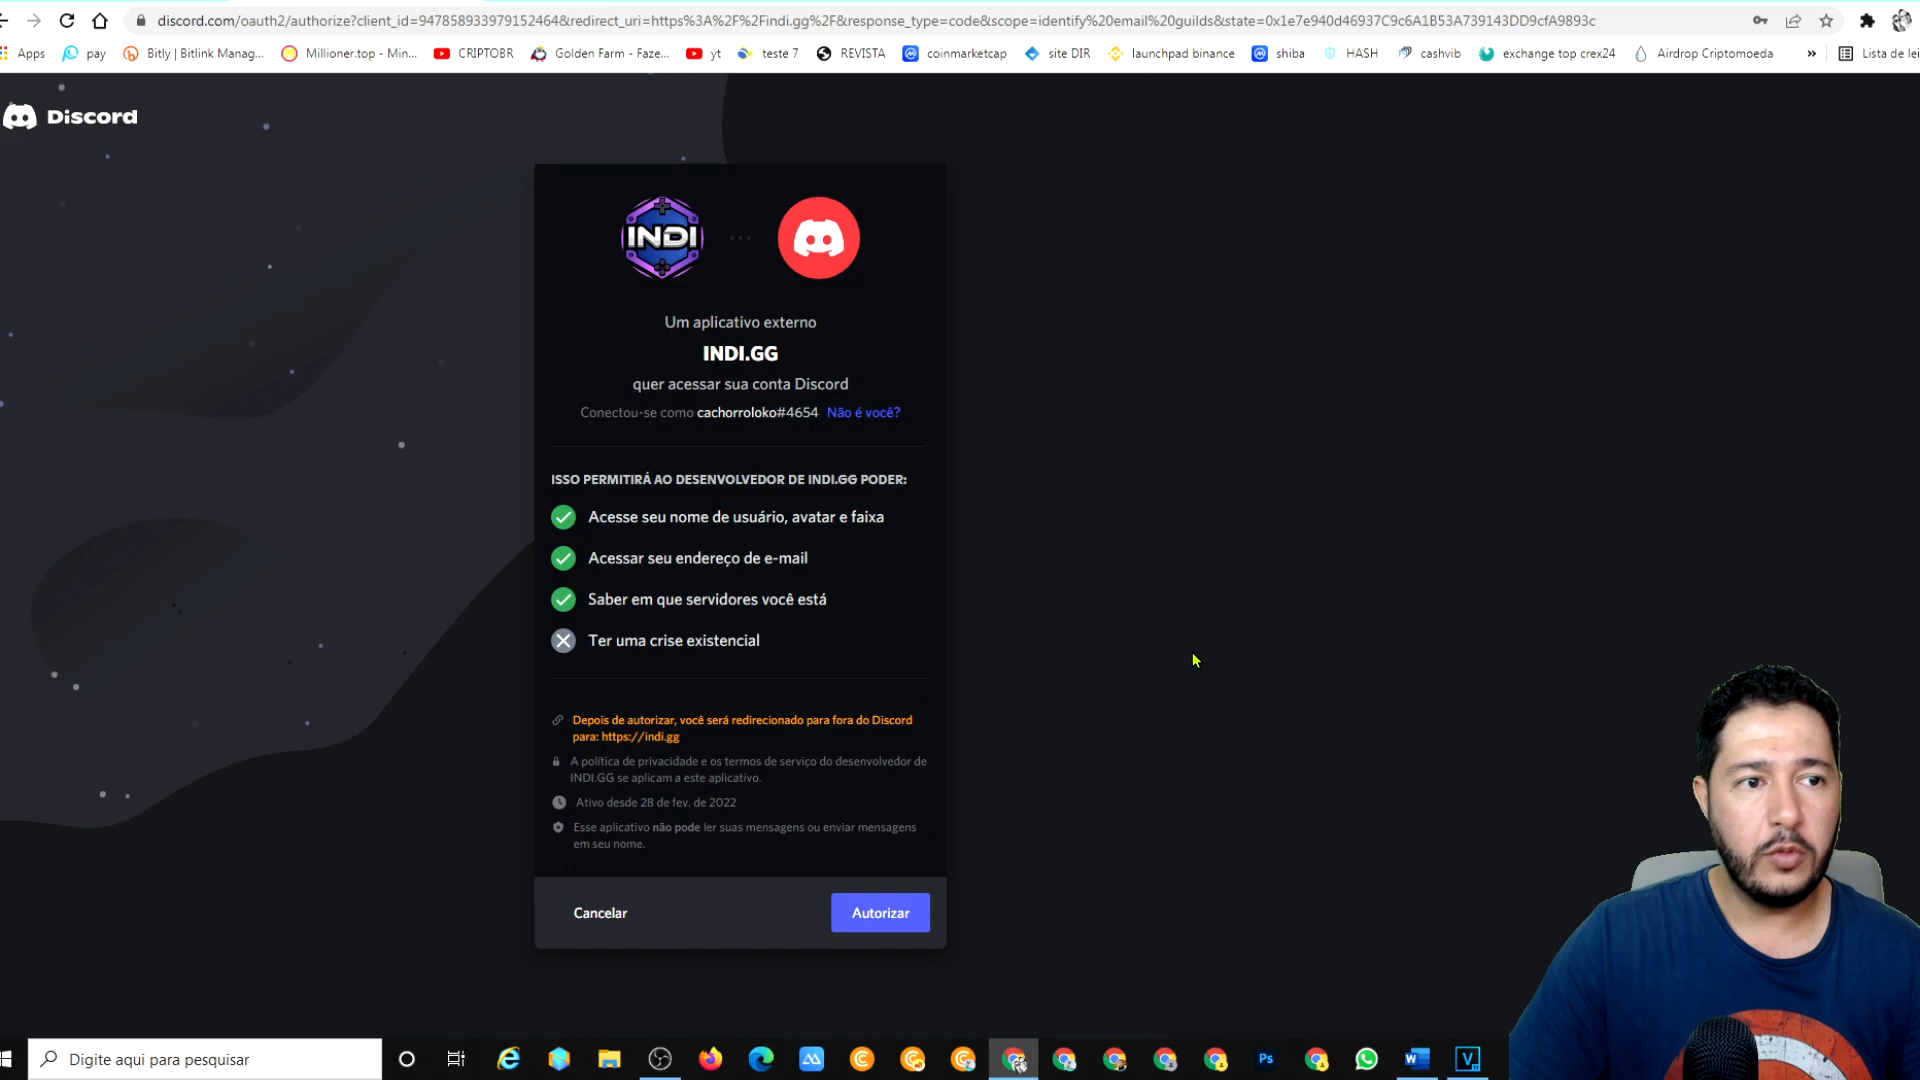 discord.com/oauth2/authorize?client_id=947858933979152464&redirect_uri=https%3A%2F%2Findi.gg%2F&response_type=code&scope=identify%20email%20guilds&state=0x1e7e940d46937C9c6A1B53A739143DD9cfA9893c
Apps pay Bitly | Bitlink Manag... Millioner.top - Min... CRIPTOBR Golden Farm - Faze... yt teste 7 REVISTA coinmarketcap site DIR launchpad binance shiba HASH cashvib exchange top crex24 Airdrop Criptomoeda » Lista de lei
Discord
INDI
Um aplicativo externo
INDI.GG
quer acessar sua conta Discord
Conectou-se como cachorroloko#4654 Não é você?
ISSO PERMITIRÁ AO DESENVOLVEDOR DE INDI.GG PODER:
Acesse seu nome de usuário, avatar e faixa
Acessar seu endereço de e-mail
Saber em que servidores você está
Ter uma crise existencial
Depois de autorizar, você será redirecionado para fora do Discord
para: https://indi.gg
A política de privacidade e os termos de serviço do desenvolvedor de
INDI.GG se aplicam a este aplicativo.
Ativo desde 28 de fev. de 2022
Esse aplicativo não pode ler suas mensagens ou enviar mensagens
em seu nome.
Cancelar Autorizar
Digite aqui para pesquisar